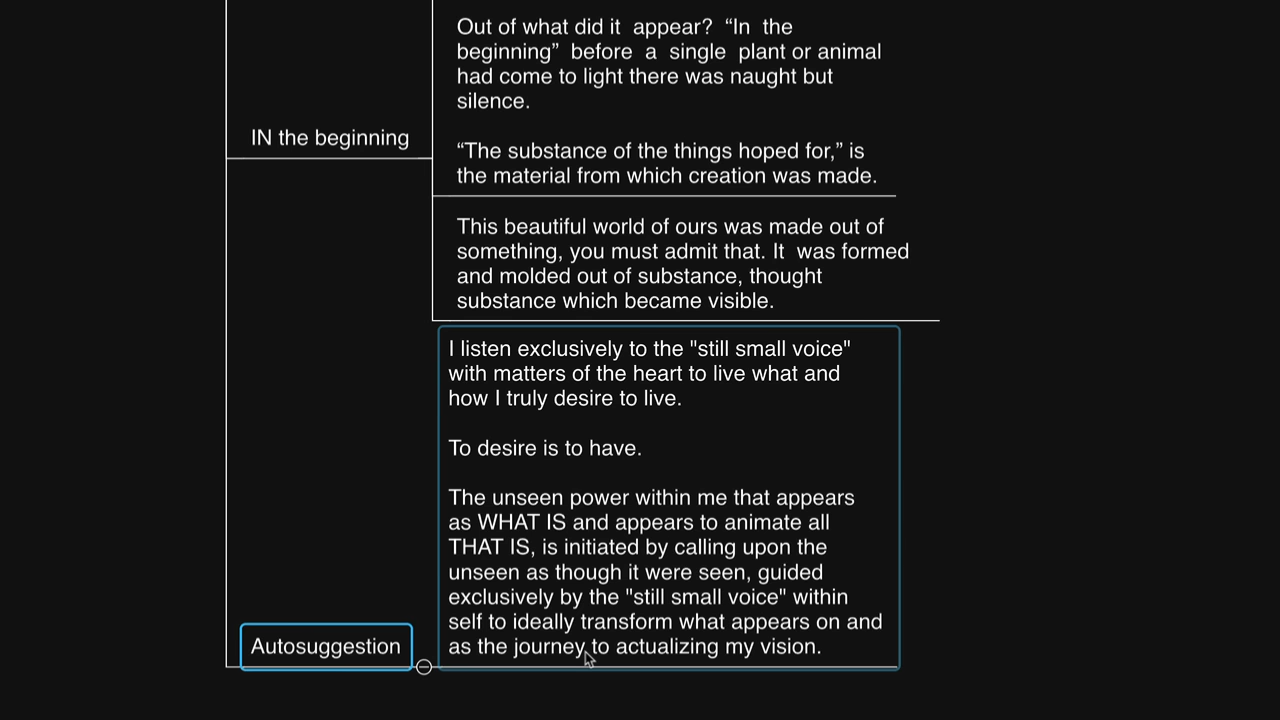 Out of what did it  appear?  “In  the
beginning”  before  a  single  plant or animal
had come to light there was naught but
silence.
IN the beginning
“The substance of the things hoped for,” is
the material from which creation was made.
This beautiful world of ours was made out of
something, you must admit that. It  was formed
and molded out of substance, thought
substance which became visible.
I listen exclusively to the "still small voice"
with matters of the heart to live what and
how I truly desire to live.
To desire is to have.
The unseen power within me that appears
as WHAT IS and appears to animate all
THAT IS, is initiated by calling upon the
unseen as though it were seen, guided
exclusively by the "still small voice" within
self to ideally transform what appears on and
as the journey to actualizing my vision.
Autosuggestion